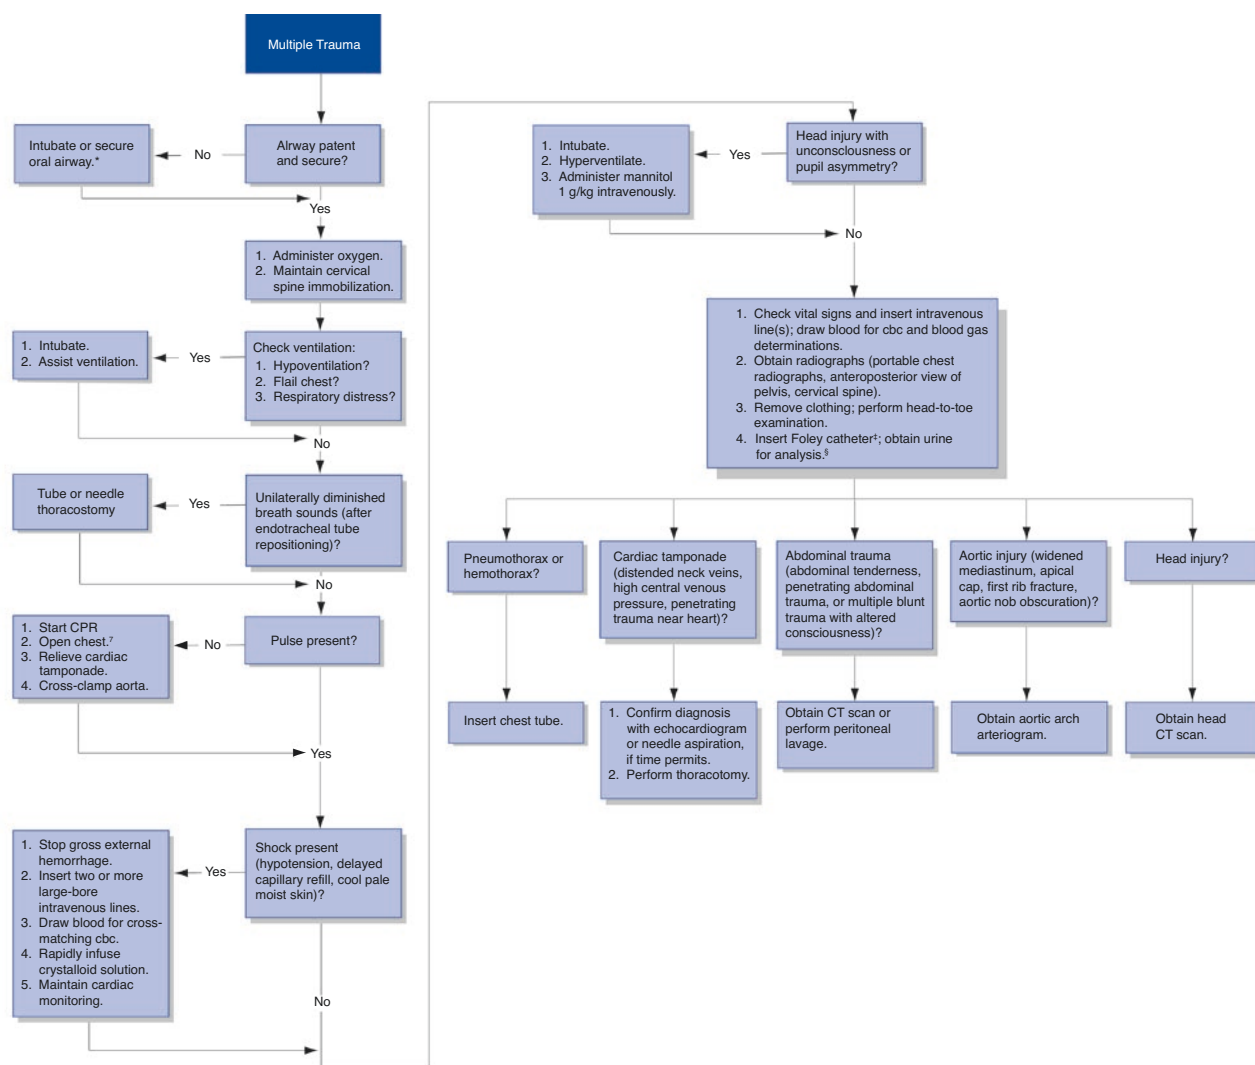 Multiple Trauma
Intubate or secure
oral airway.*
No
Airway patent
and secure?
Yes
1. Administer oxygen.
2. Maintain cervical
spine immobilization.
1. Intubate.
2. Assist ventilation.
Yes
Check ventilation:
1. Hypoventilation?
2. Flail chest?
3. Respiratory distress?
No
Tube or needle
thoracostomy
Yes
Unilaterally diminished
breath sounds (after
endotracheal tube
repositioning)?
No
1. Start CPR
2. Open chest.⁷
3. Relieve cardiac
tamponade.
4. Cross-clamp aorta.
No
Pulse present?
Yes
1. Stop gross external
hemorrhage.
2. Insert two or more
large-bore
intravenous lines.
3. Draw blood for cross-
matching cbc.
4. Rapidly infuse
crystalloid solution.
5. Maintain cardiac
monitoring.
Yes
Shock present
(hypotension, delayed
capillary refill, cool pale
moist skin)?
No
1. Intubate.
2. Hyperventilate.
3. Administer mannitol
1 g/kg intravenously.
Yes
Head injury with
unconsclousness or
pupil asymmetry?
No
1. Check vital signs and insert intravenous
line(s); draw blood for cbc and blood gas
determinations.
2. Obtain radiographs (portable chest
radiographs, anteroposterior view of
pelvis, cervical spine).
3. Remove clothing; perform head-to-toe
examination.
4. Insert Foley catheter‡; obtain urine
for analysis.§
Pneumothorax or
hemothorax?
Insert chest tube.
Cardiac tamponade
(distended neck veins,
high central venous
pressure, penetrating
trauma near heart)?
1. Confirm diagnosis
with echocardiogram
or needle aspiration,
if time permits.
2. Perform thoracotomy.
Abdominal trauma
(abdominal tenderness,
penetrating abdominal
trauma, or multiple blunt
trauma with altered
consciousness)?
Obtain CT scan or
perform peritoneal
lavage.
Aortic injury (widened
mediastinum, apical
cap, first rib fracture,
aortic nob obscuration)?
Obtain aortic arch
arteriogram.
Head injury?
Obtain head
CT scan.